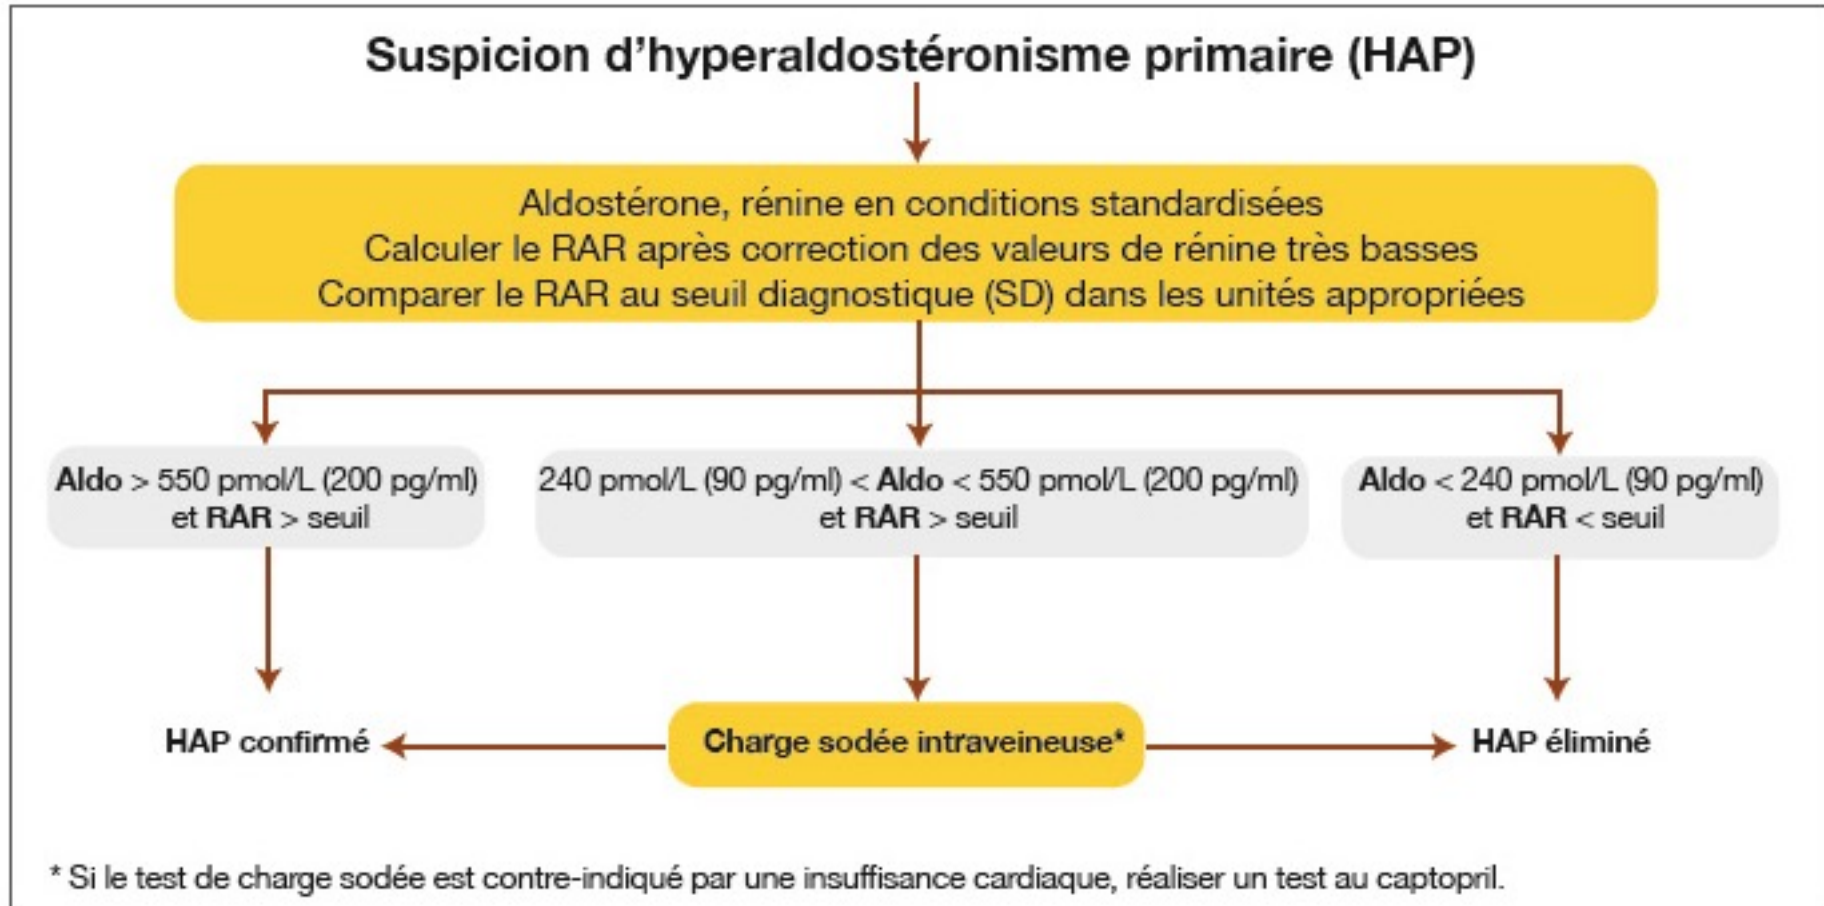 Suspicion d’hyperaldostéronisme primaire (HAP)
Aldostérone, rénine en conditions standardisées
Calculer le RAR après correction des valeurs de rénine très basses
Comparer le RAR au seuil diagnostique (SD) dans les unités appropriées
Aldo > 550 pmol/L (200 pg/ml)
et RAR > seuil
240 pmol/L (90 pg/ml) < Aldo < 550 pmol/L (200 pg/ml)
et RAR > seuil
Aldo < 240 pmol/L (90 pg/ml)
et RAR < seuil
HAP confirmé
Charge sodée intraveineuse*
HAP éliminé
* Si le test de charge sodée est contre-indiqué par une insuffisance cardiaque, réaliser un test au captopril.